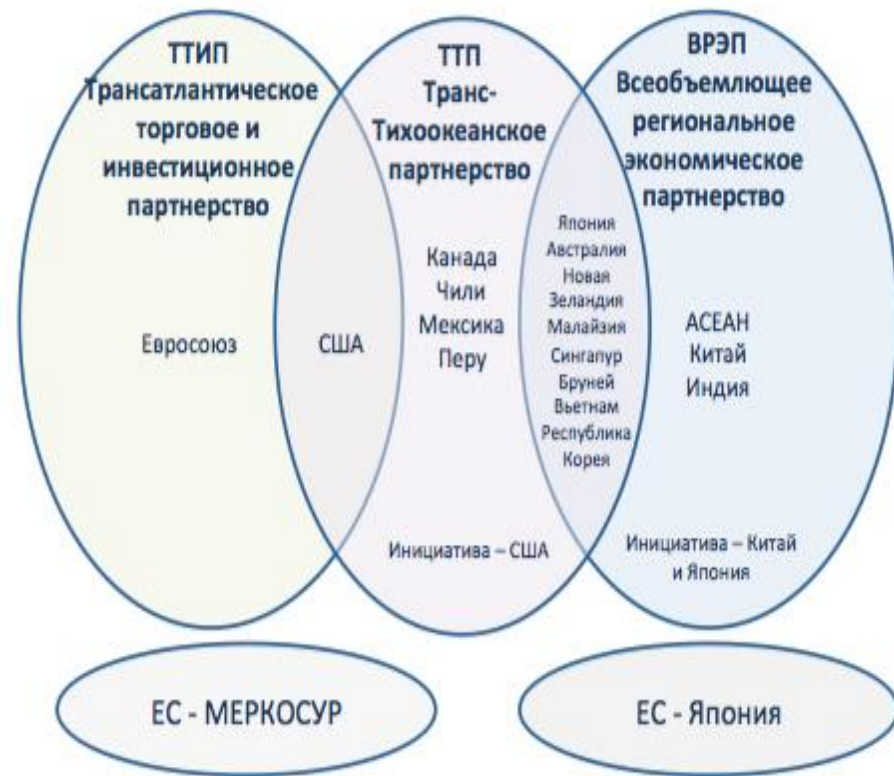 ТТИП
Трансатлантическое
торговое и
инвестиционное
партнерство
Евросоюз
США
ТТП
Транс-
Тихоокеанское
партнерство
Канада
Чили
Мексика
Перу
Инициатива – США
Япония
Австралия
Новая
Зеландия
Малайзия
Сингапур
Бруней
Вьетнам
Республика
Корея
ВРЭП
Всеобъемлющее
региональное
экономическое
партнерство
АСЕАН
Китай
Индия
Инициатива – Китай
и Япония
ЕС - МЕРКОСУР
ЕС - Япония